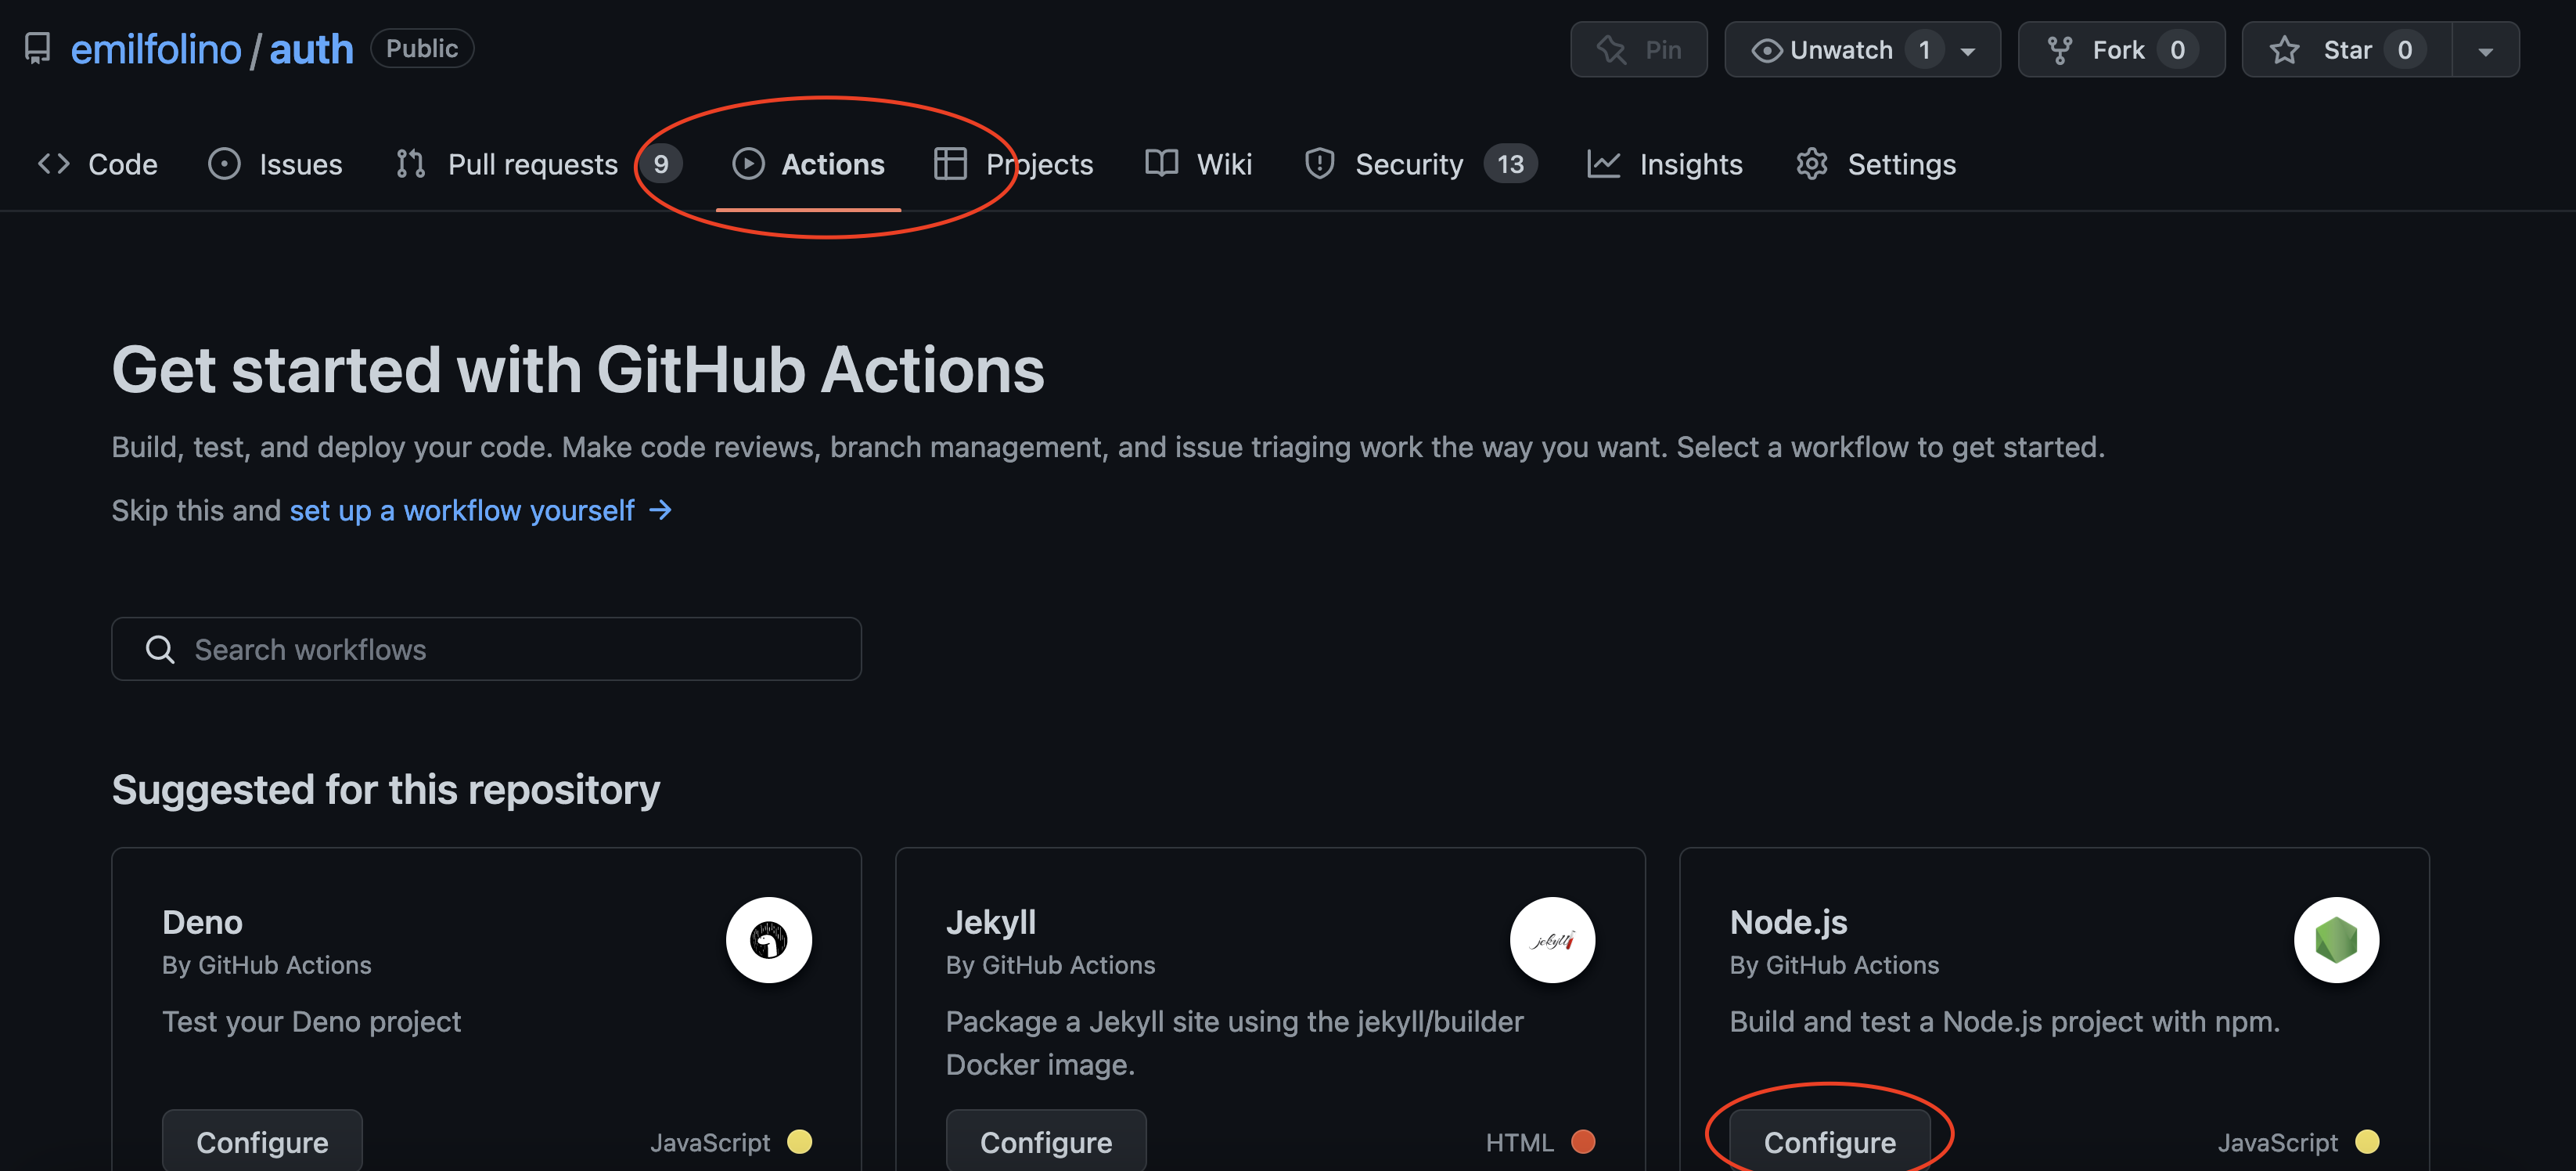 emilfolino / auth Public Pin Unwatch 1 Fork 0 Star 0
Code Issues Pull requests 9 Actions Projects Wiki Security 13 Insights Settings
Get started with GitHub Actions
Build, test, and deploy your code. Make code reviews, branch management, and issue triaging work the way you want. Select a workflow to get started.
Skip this and set up a workflow yourself →
Search workflows
Suggested for this repository
Deno
By GitHub Actions
Test your Deno project
Configure JavaScript
Jekyll
jekyll
By GitHub Actions
Package a Jekyll site using the jekyll/builder
Docker image.
Configure HTML
Node.js
By GitHub Actions
Build and test a Node.js project with npm.
Configure JavaScript